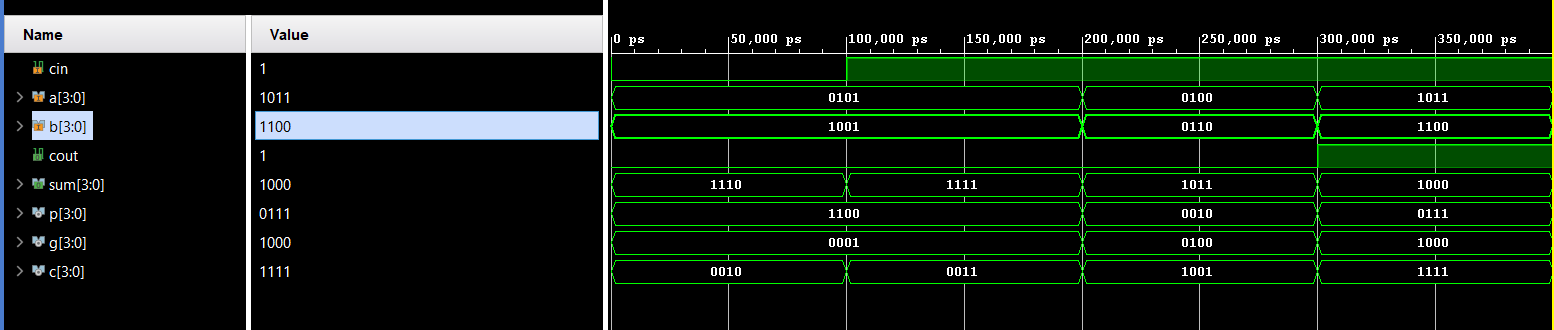 Name Value 0 ps 50,000 ps 100,000 ps 150,000 ps 200,000 ps 250,000 ps 300,000 ps 350,000 ps
cin 1
a[3:0] 1011 0101 0100 1011
b[3:0] 1100 1001 0110 1100
cout 1
sum[3:0] 1000 1110 1111 1011 1000
p[3:0] 0111 1100 0010 0111
g[3:0] 1000 0001 0100 1000
c[3:0] 1111 0010 0011 1001 1111